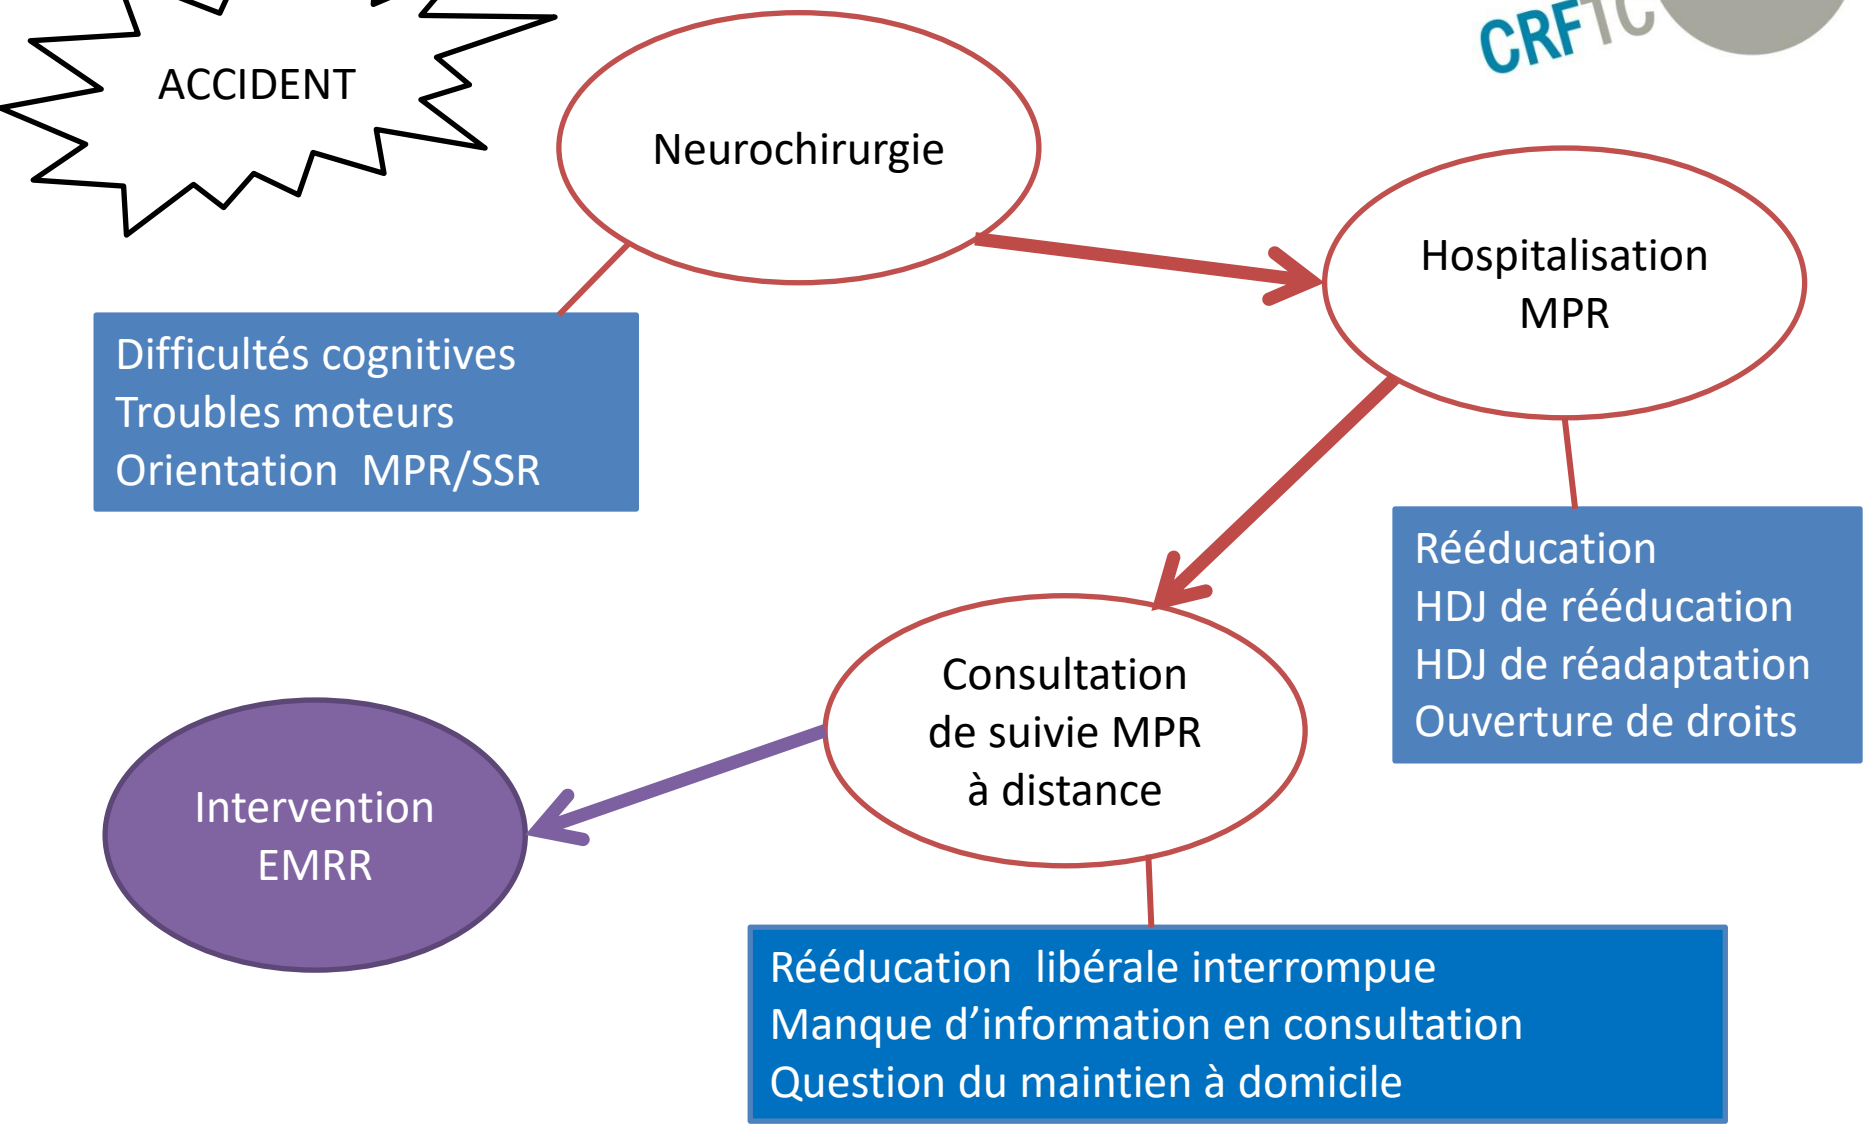 ACCIDENT
CRFTC
Neurochirurgie
Hospitalisation
MPR
Difficultés cognitives
Troubles moteurs
Orientation  MPR/SSR
Rééducation
HDJ de rééducation
HDJ de réadaptation
Ouverture de droits
Consultation
de suivie MPR
à distance
Intervention
EMRR
Rééducation  libérale interrompue
Manque d’information en consultation
Question du maintien à domicile